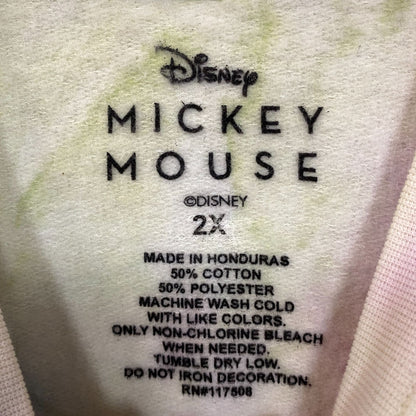 Disney
MICKEY
MOUSE
©DISNEY
2X
MADE IN HONDURAS
50% COTTON
50% POLYESTER
MACHINE WASH COLD
WITH LIKE COLORS.
ONLY NON-CHLORINE BLEACH
WHEN NEEDED.
TUMBLE DRY LOW.
DO NOT IRON DECORATION.
RN#117508